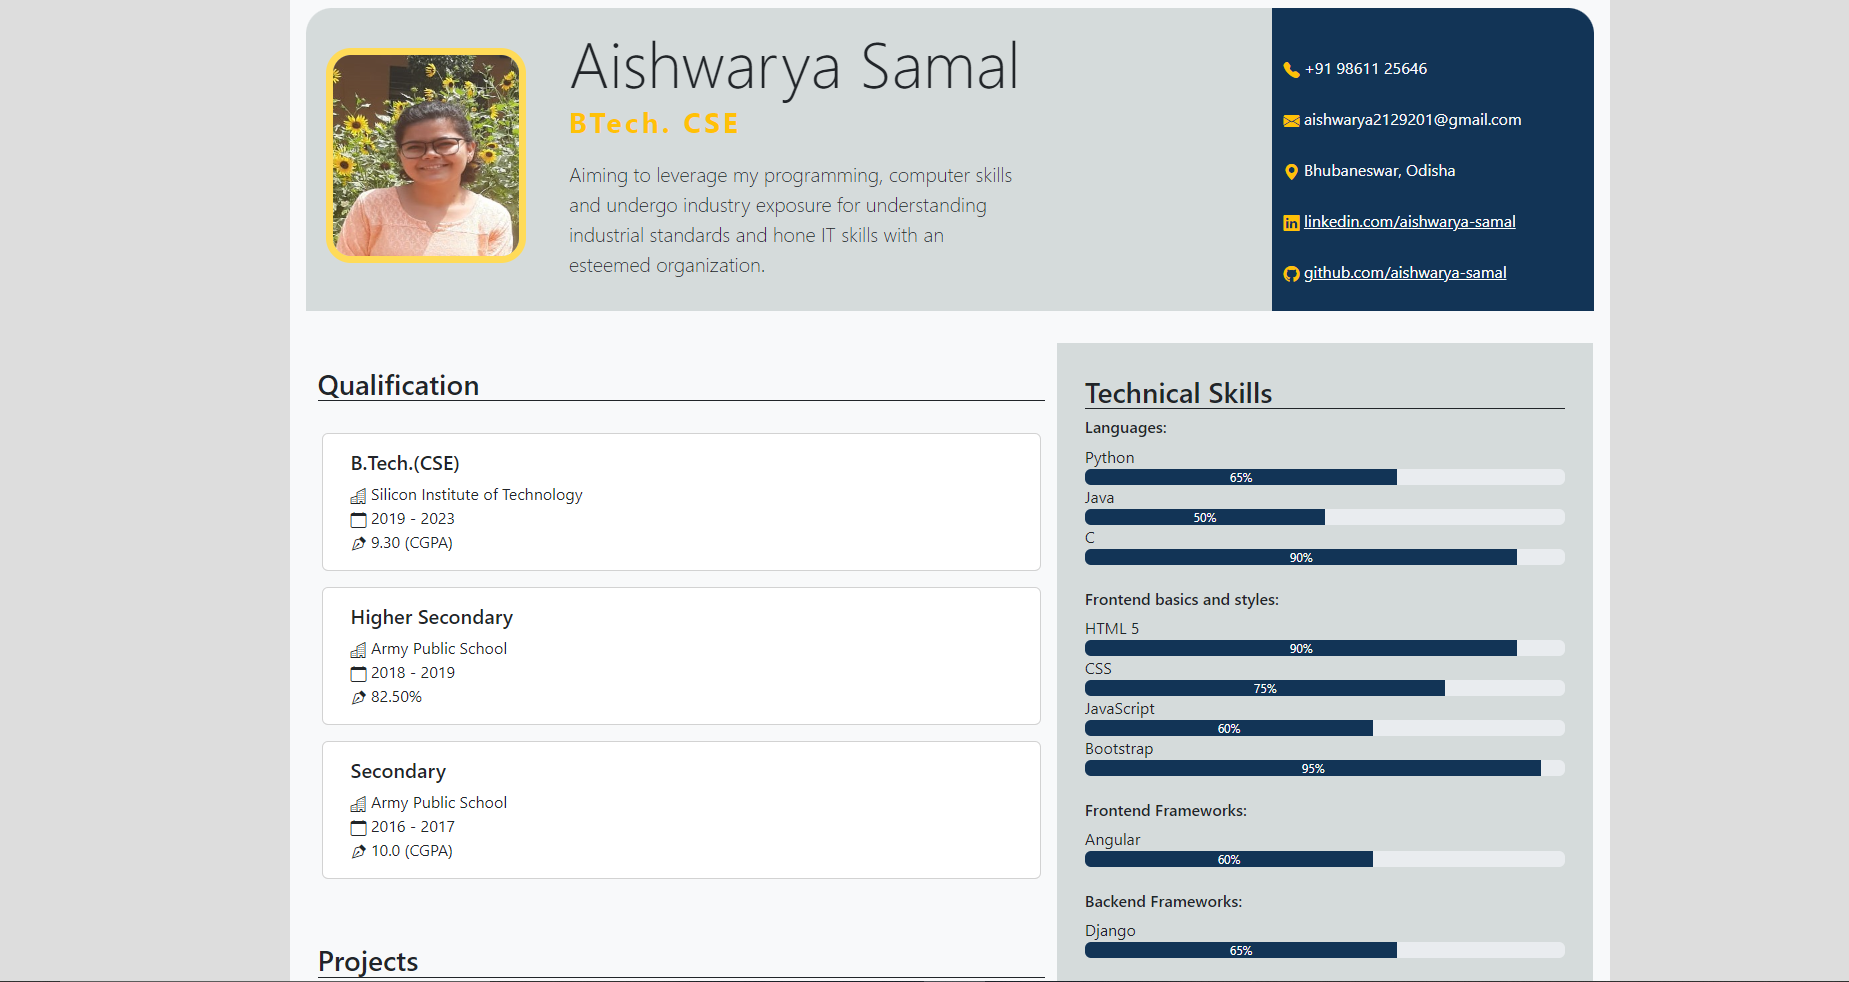 Aishwarya Samal
BTech. CSE
Aiming to leverage my programming, computer skills
and undergo industry exposure for understanding
industrial standards and hone IT skills with an
esteemed organization.
+91 98611 25646
aishwarya2129201@gmail.com
Bhubaneswar, Odisha
linkedin.com/aishwarya-samal
github.com/aishwarya-samal
Qualification
B.Tech.(CSE)
Silicon Institute of Technology
2019 - 2023
9.30 (CGPA)
Higher Secondary
Army Public School
2018 - 2019
82.50%
Secondary
Army Public School
2016 - 2017
10.0 (CGPA)
Projects
Technical Skills
Languages:
Python
65%
Java
50%
C
90%
Frontend basics and styles:
HTML 5
90%
CSS
75%
JavaScript
60%
Bootstrap
95%
Frontend Frameworks:
Angular
60%
Backend Frameworks:
Django
65%